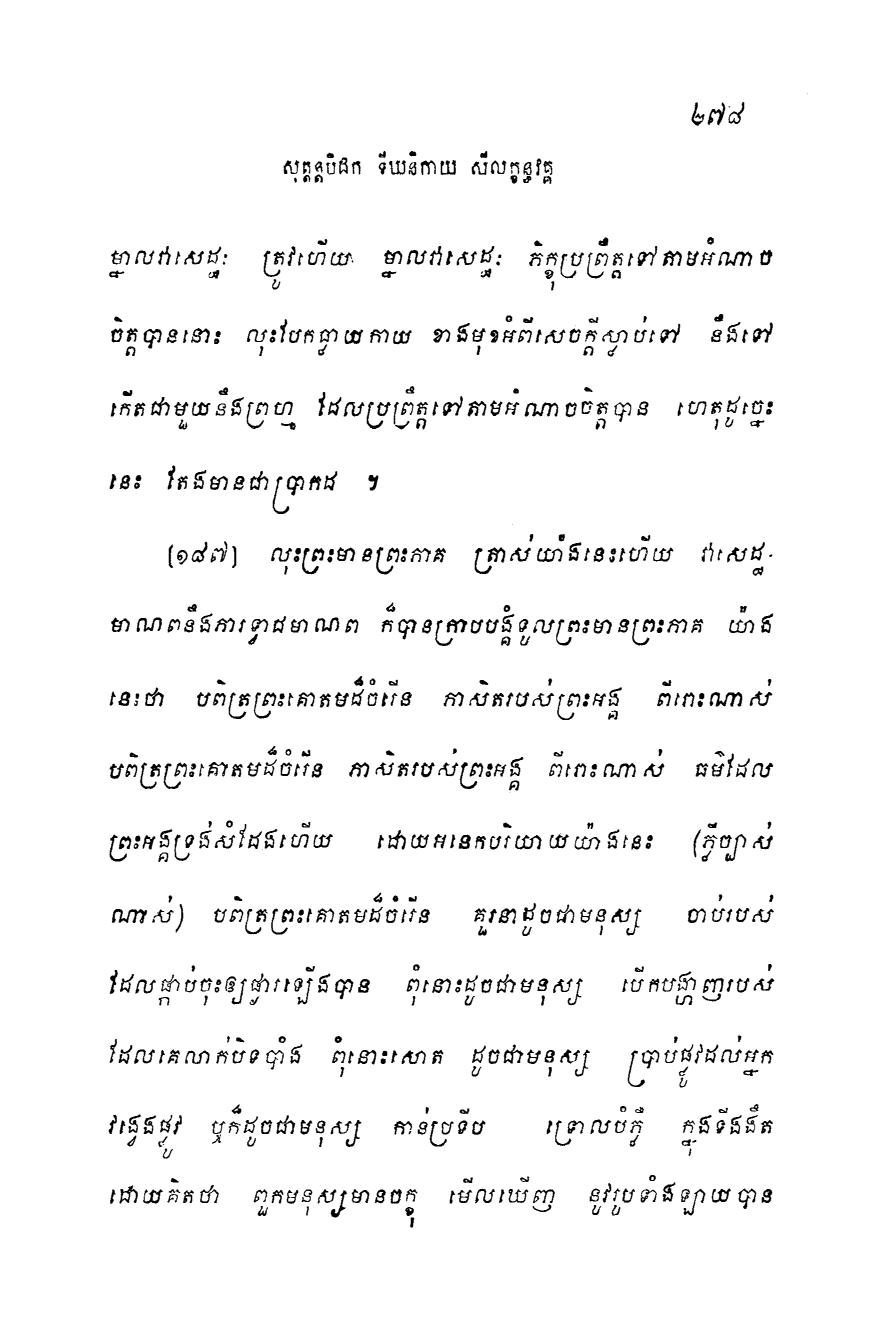 ២៧៨
សុត្តន្តបិដក ទីឃនិកាយ សីលក្ខន្ធវគ្គ
ម្នាលវាសេដ្ឋៈ ត្រូវហើយ ម្នាលវាសេដ្ឋៈ ភិក្ខុប្រព្រឹត្តទៅតាមអំណាច
ចិត្តបាននោះ លុះបែកធ្លាយកាយ ខាងមុខអំពីសេចក្តីស្លាប់ទៅ នឹងទៅ
កើតជាមួយនឹងព្រហ្ម ដែលប្រព្រឹត្តទៅតាមអំណាចចិត្តបាន ហេតុដូច្នេះ
នេះ តែងមានជាប្រាកដ ។
[១៨៧] លុះព្រះមានព្រះភាគ ត្រាស់យ៉ាងនេះហើយ វាសេដ្ឋៈ
មាណពនឹងភារទ្វាជមាណព ក៏បានក្រាបបង្គំទូលព្រះមានព្រះភាគ យ៉ាង
នេះថា បពិត្រព្រះគោតមដ៏ចំរើន ភាសិតរបស់ព្រះអង្គ ពីរោះណាស់
បពិត្រព្រះគោតមដ៏ចំរើន ភាសិតរបស់ព្រះអង្គ ពីរោះណាស់ ធម៌ដែល
ព្រះអង្គទ្រង់សំដែងហើយ ដោយអនេកបរិយាយយ៉ាងនេះ (ភ្លឺច្បាស់
ណាស់) បពិត្រព្រះគោតមដ៏ចំរើន គួរនាដូចជាមនុស្ស ចាប់របស់
ដែលផ្កាប់ចុះឲ្យផ្ងារឡើងបាន ពុំនោះដូចជាមនុស្ស បើកបង្ហាញរបស់
ដែលគេលាក់បិទបាំង ពុំនោះសោត ដូចជាមនុស្ស ប្រាប់ផ្លូវដល់អ្នក
វង្វេងផ្លូវ ឬក៏ដូចជាមនុស្ស កាន់ប្រទីប ទ្រោលបំភ្លឺ ក្នុងទីងងឹត
ដោយគិតថា ពួកមនុស្សមានចក្ខុ មើលឃើញ នូវរូបទាំងឡាយបាន